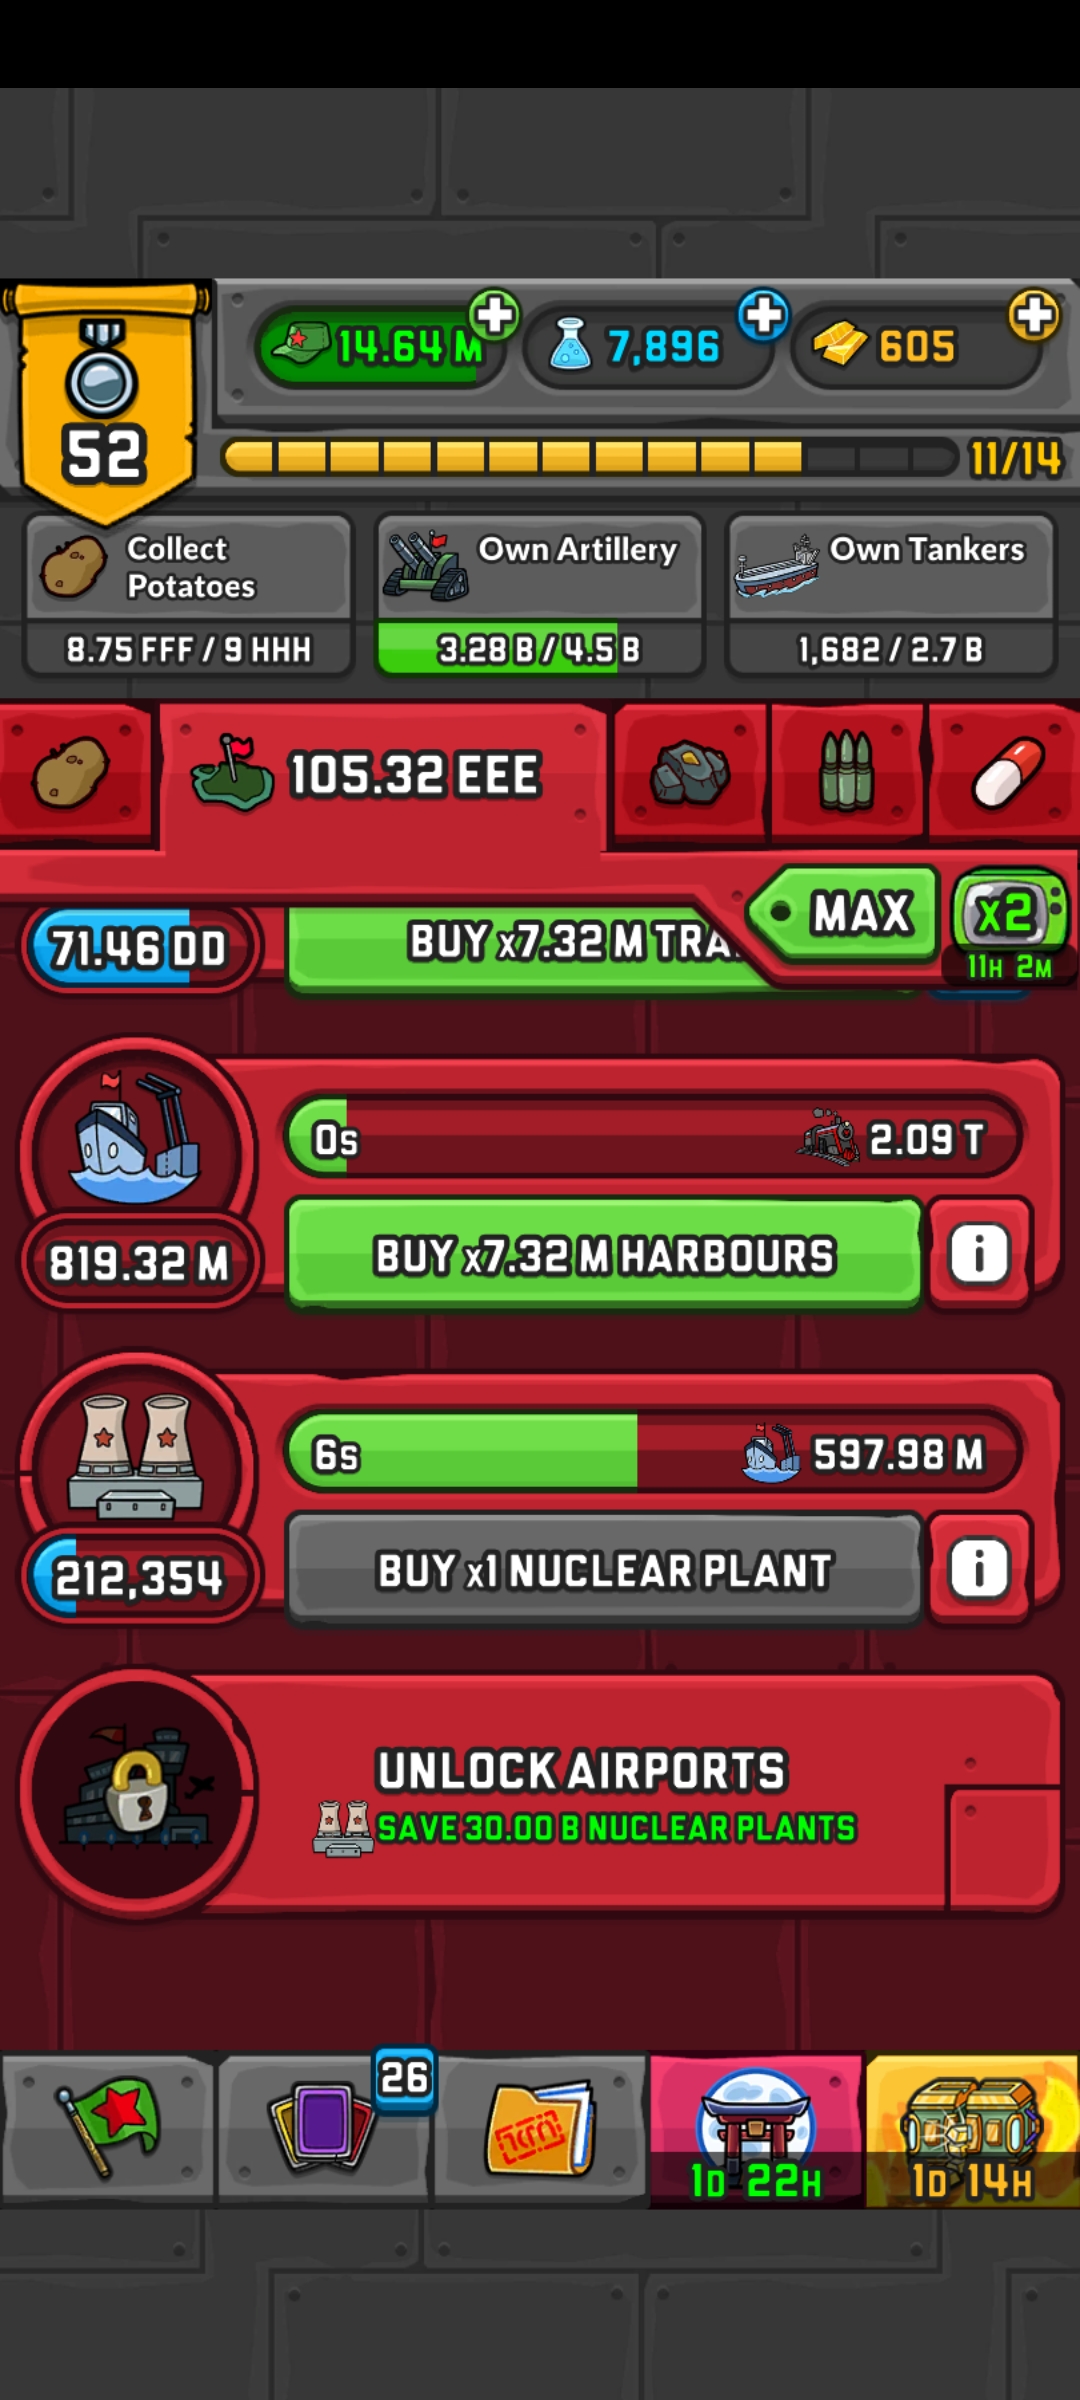 14.64 M
7,896
605
52
11/14
Collect Potatoes
8.75 FFF / 9 HHH
Own Artillery
3.28 B / 4.5 B
Own Tankers
1,682 / 2.7 B
105.32 EEE
MAX
x2
11H 2M
71.46 DD
BUY x7.32 M TRA
0s
2.09 T
819.32 M
BUY x7.32 M HARBOURS
i
6s
597.98 M
212,354
BUY x1 NUCLEAR PLANT
i
UNLOCK AIRPORTS
SAVE 30.00 B NUCLEAR PLANTS
26
1D 22H
1D 14H